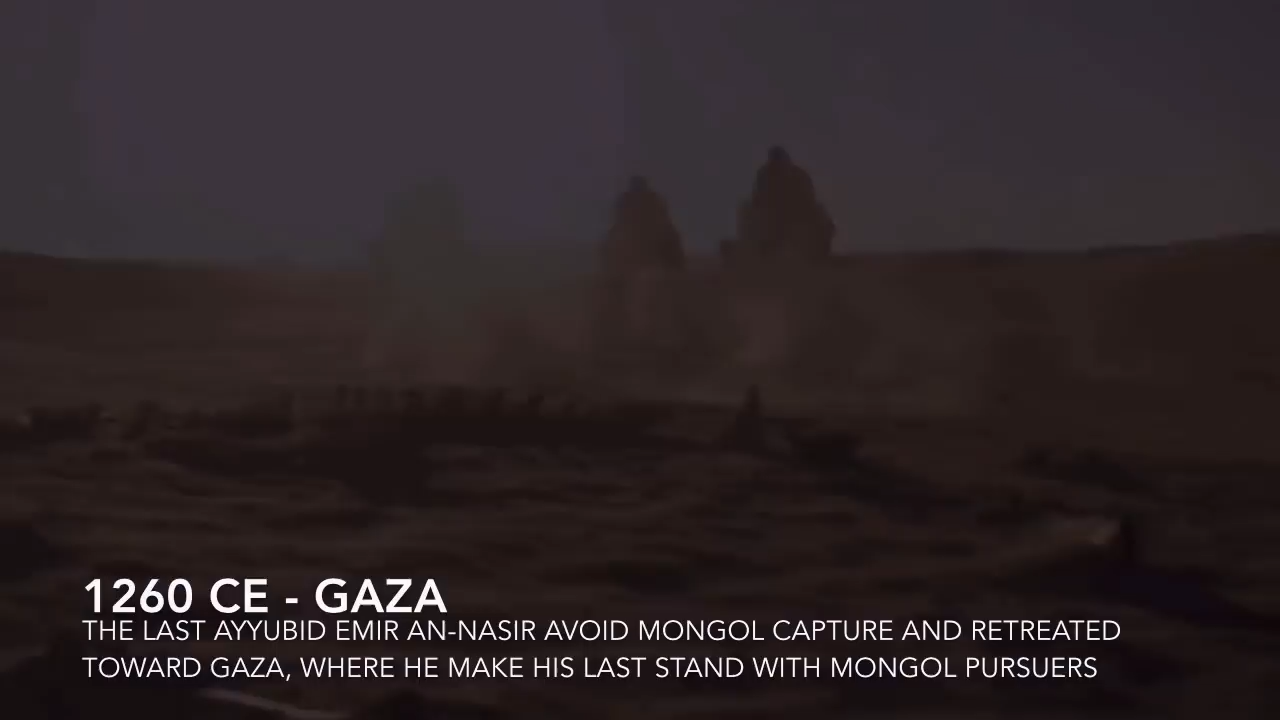 1260 CE - GAZA
THE LAST AYYUBID EMIR AN-NASIR AVOID MONGOL CAPTURE AND RETREATED
TOWARD GAZA, WHERE HE MAKE HIS LAST STAND WITH MONGOL PURSUERS